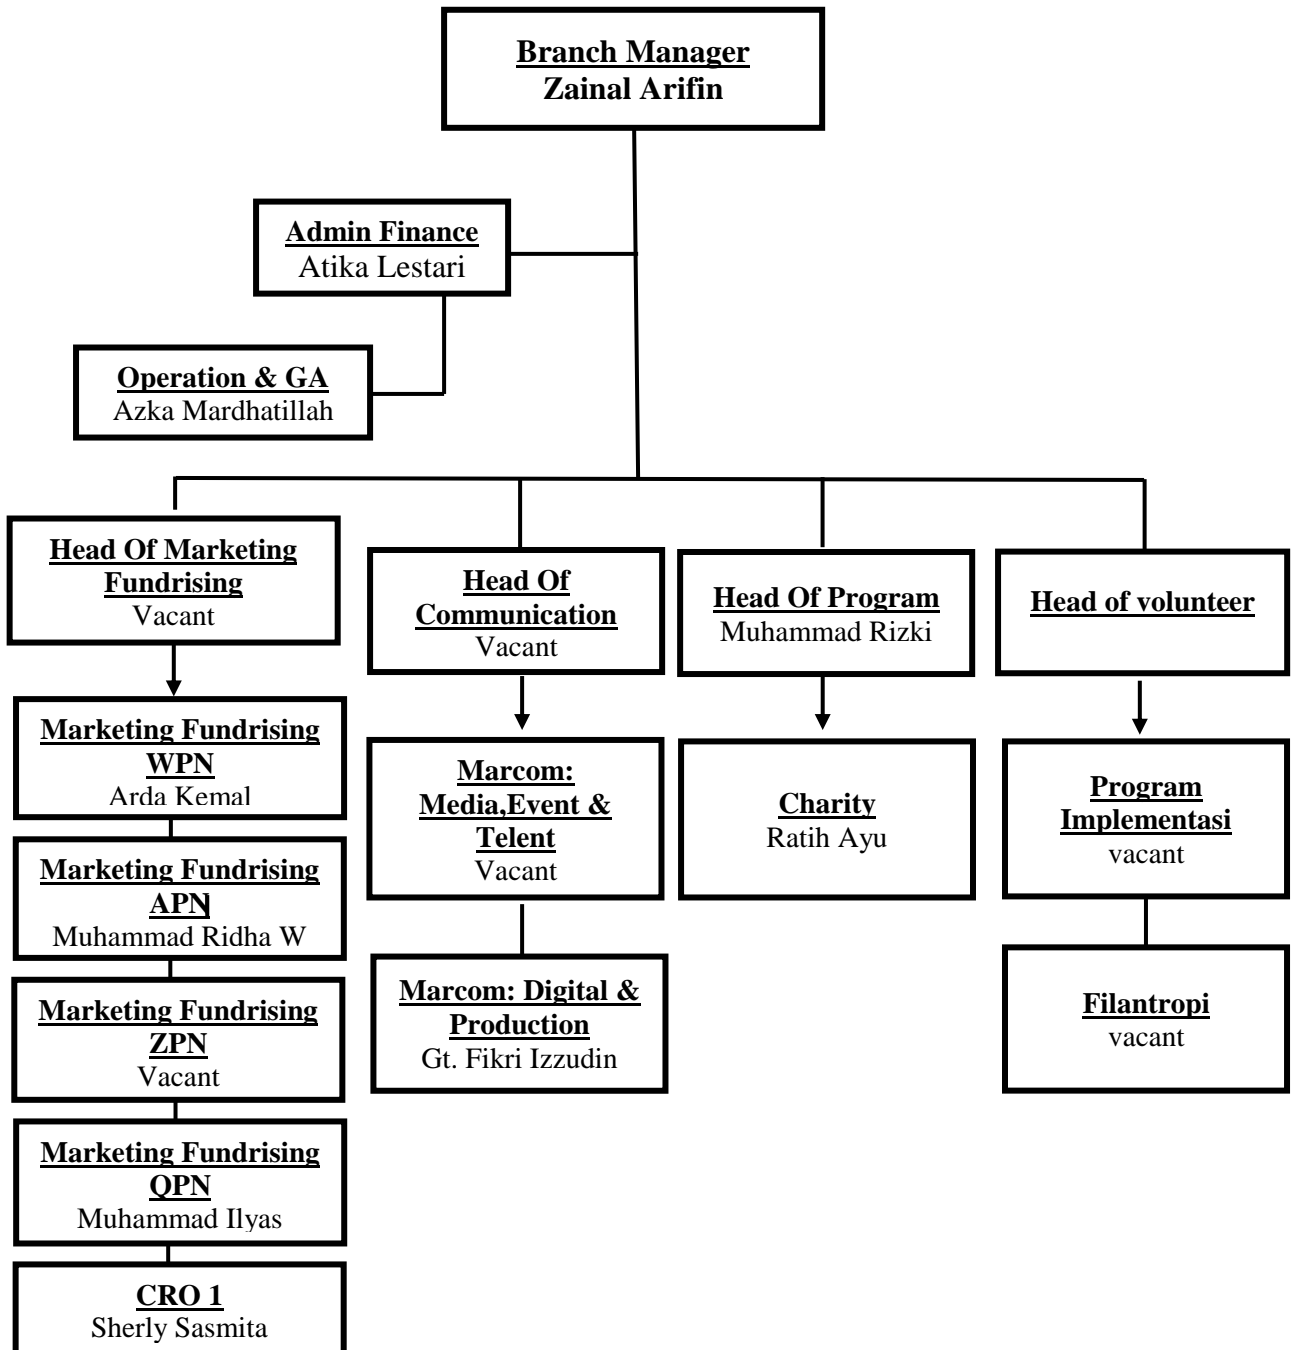 Branch Manager
Zainal Arifin
Admin Finance
Atika Lestari
Operation & GA
Azka Mardhatillah
Head Of Marketing
Fundrising
Vacant
Head Of
Communication
Vacant
Head Of Program
Muhammad Rizki
Head of volunteer
Marketing Fundrising
WPN
Arda Kemal
Marketing Fundrising
APN
Muhammad Ridha W
Marketing Fundrising
ZPN
Vacant
Marketing Fundrising
QPN
Muhammad Ilyas
CRO 1
Sherly Sasmita
Marcom:
Media,Event &
Telent
Vacant
Marcom: Digital &
Production
Gt. Fikri Izzudin
Charity
Ratih Ayu
Program
Implementasi
vacant
Filantropi
vacant